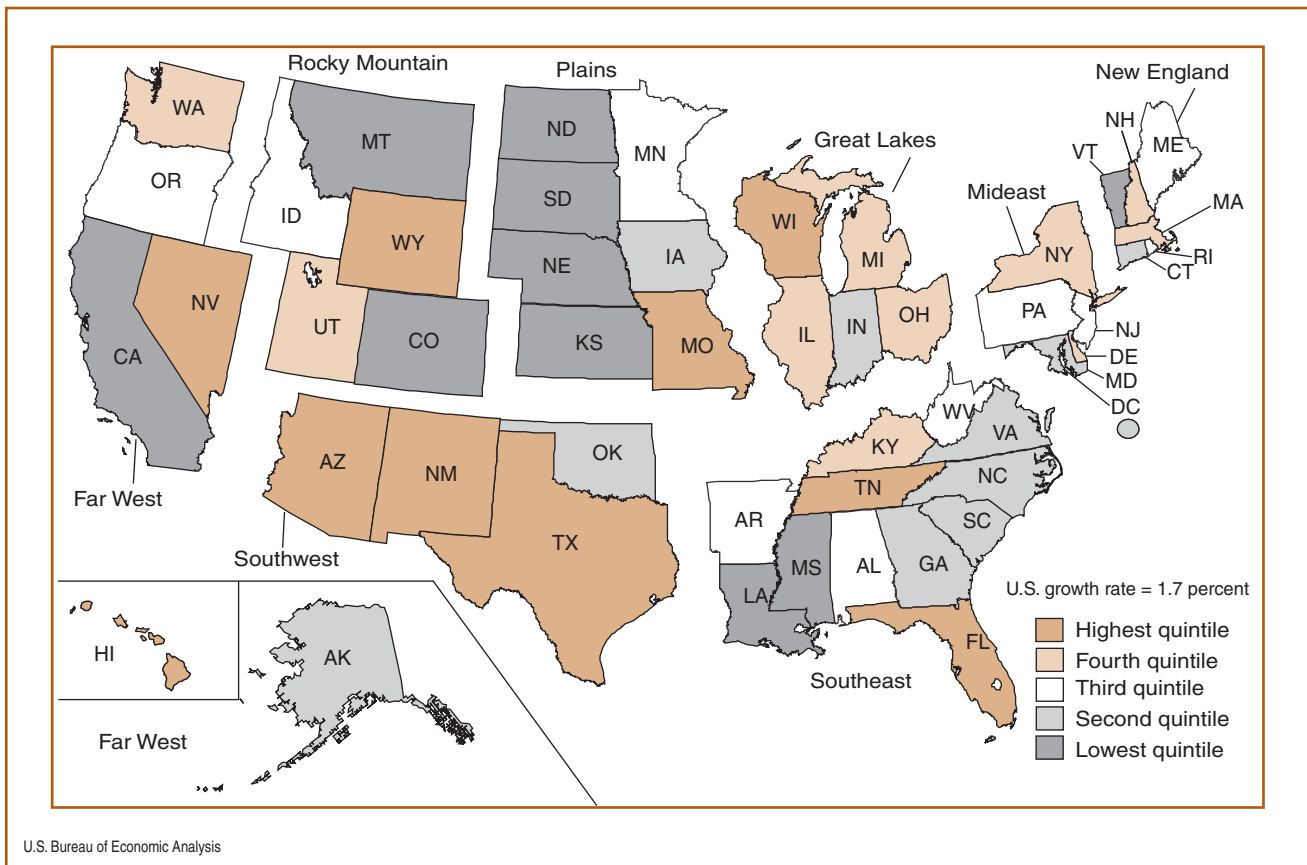 Rocky Mountain
Plains
New England
Great Lakes
Mideast
WA
OR
ID
MT
WY
NV
CA
UT
CO
ND
SD
NE
KS
MN
IA
MO
WI
MI
IL
IN
OH
NH
VT
ME
MA
RI
CT
NY
PA
NJ
DE
MD
DC
WV
VA
KY
TN
NC
SC
GA
AL
MS
AR
LA
FL
AZ
NM
OK
TX
Far West
Southwest
Southeast
HI
AK
Far West
U.S. growth rate = 1.7 percent
Highest quintile
Fourth quintile
Third quintile
Second quintile
Lowest quintile
U.S. Bureau of Economic Analysis